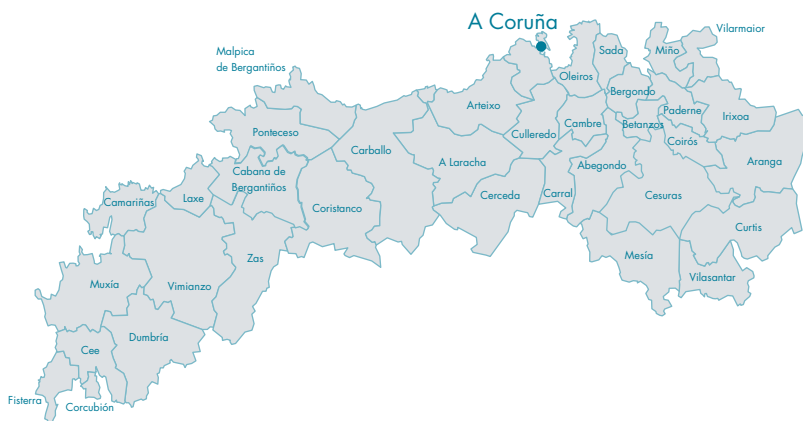 A Coruña
Vilarmaior
Malpica
de Bergantiños
Sada
Miño
Oleiros
Bergondo
Arteixo
Paderne
Irixoa
Ponteceso
Culleredo
Cambre
Betanzos
Coirós
Carballo
A Laracha
Abegondo
Aranga
Cabana de
Bergantiños
Camariñas
Laxe
Coristanco
Cerceda
Carral
Cesuras
Curtis
Zas
Mesía
Vilasantar
Muxía
Vimianzo
Dumbría
Cee
Fisterra
Corcubión